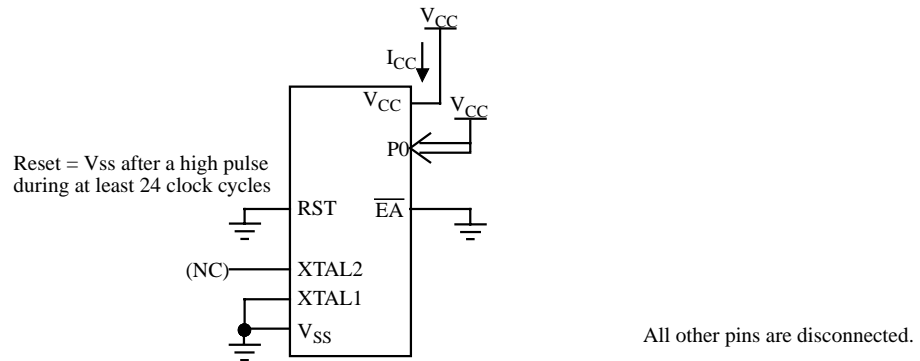 VCC
ICC
VCC
VCC
P0
Reset = Vss after a high pulse
during at least 24 clock cycles
RST
EA
(NC)
XTAL2
XTAL1
VSS
All other pins are disconnected.